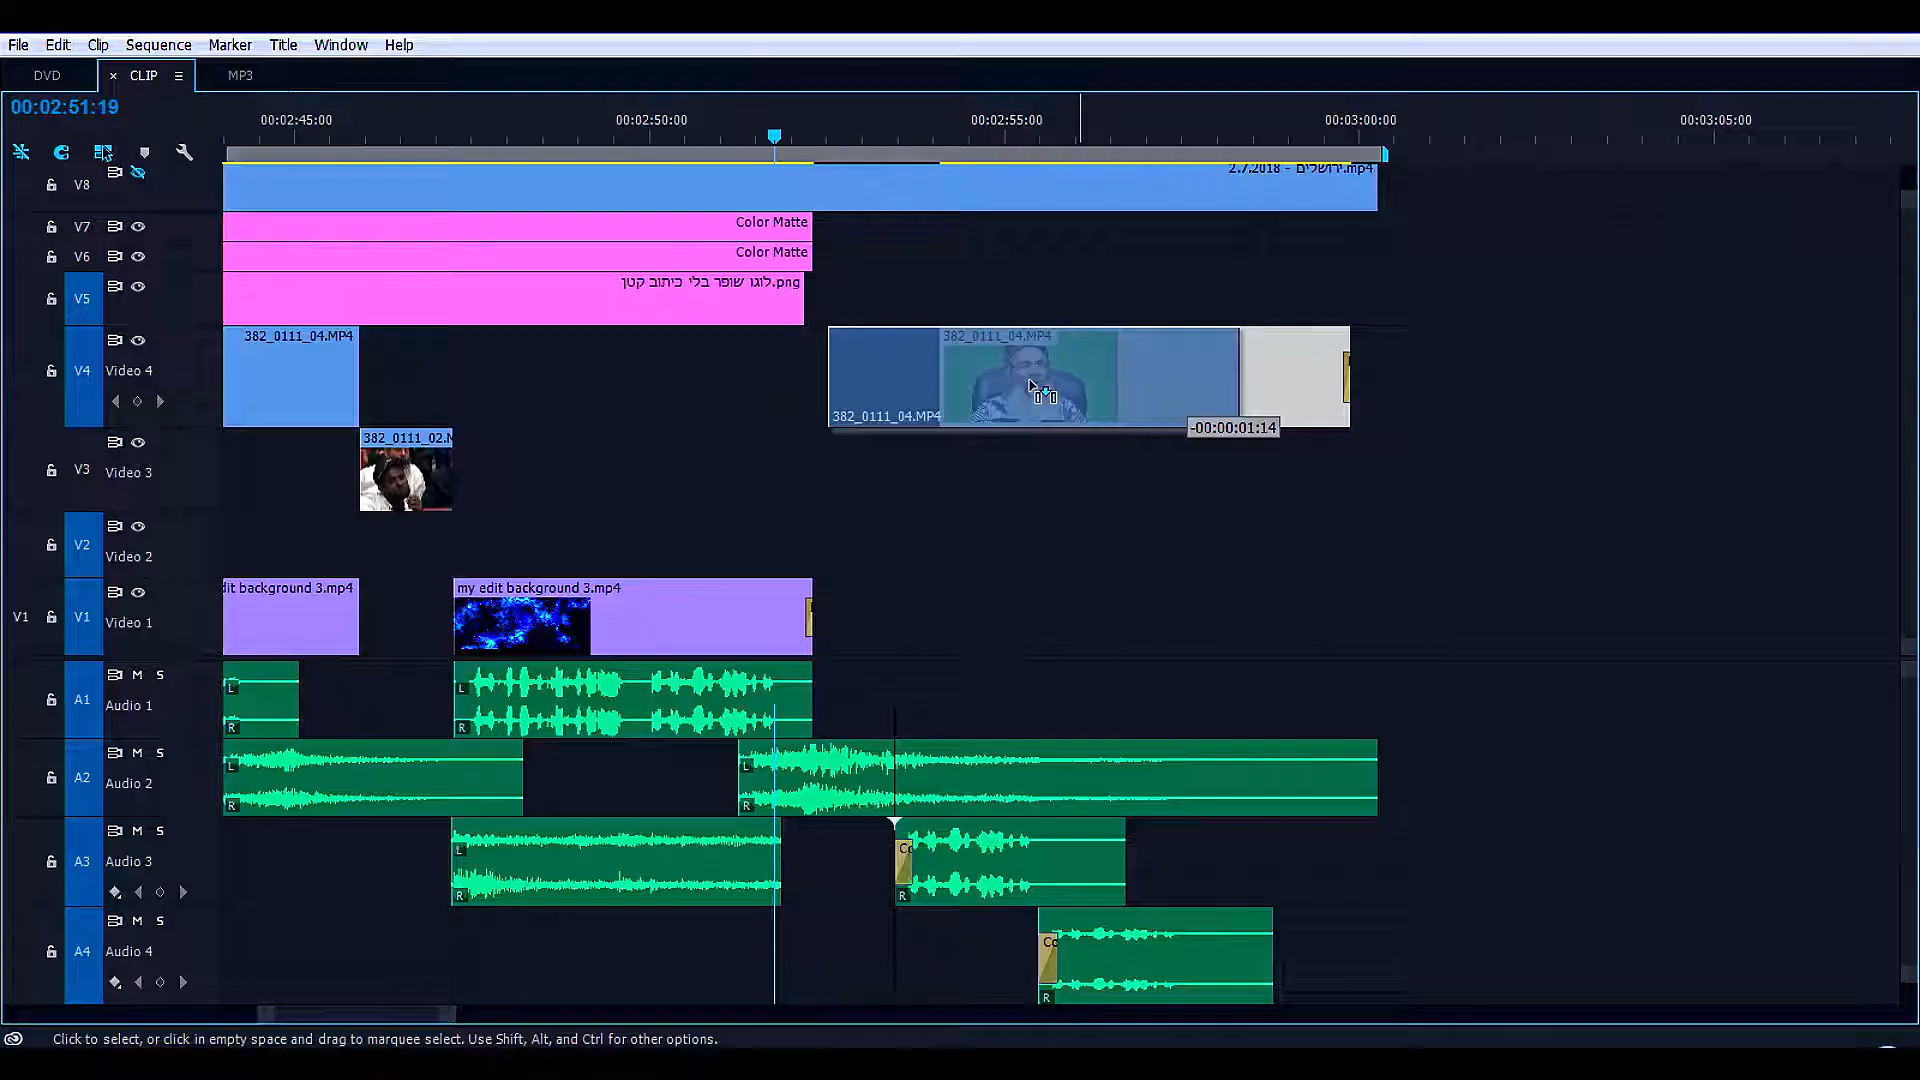 File Edit Clip Sequence Marker Title Window Help
DVD × CLIP ≡ MP3
00:02:51:19
00:02:45:00 00:02:50:00 00:02:55:00 00:03:00:00 00:03:05:00
V8
2.7.2018 - ירושלים.mp4
V7
Color Matte
V6
Color Matte
V5
לוגו שופר בלי כיתוב קטן.png
382_0111_04.MP4
382_0111_04.MP4
V4 Video 4
382_0111_04.MP4
-00:00:01:14
382_0111_02.M
V3 Video 3
V2 Video 2
dit background 3.mp4
my edit background 3.mp4
V1 V1 Video 1
M S
A1 Audio 1
L R
L R
M S
A2 Audio 2
L R
L R
M S
A3 Audio 3
L R
Co R
M S
A4 Audio 4
Co R
Click to select, or click in empty space and drag to marquee select. Use Shift, Alt, and Ctrl for other options.